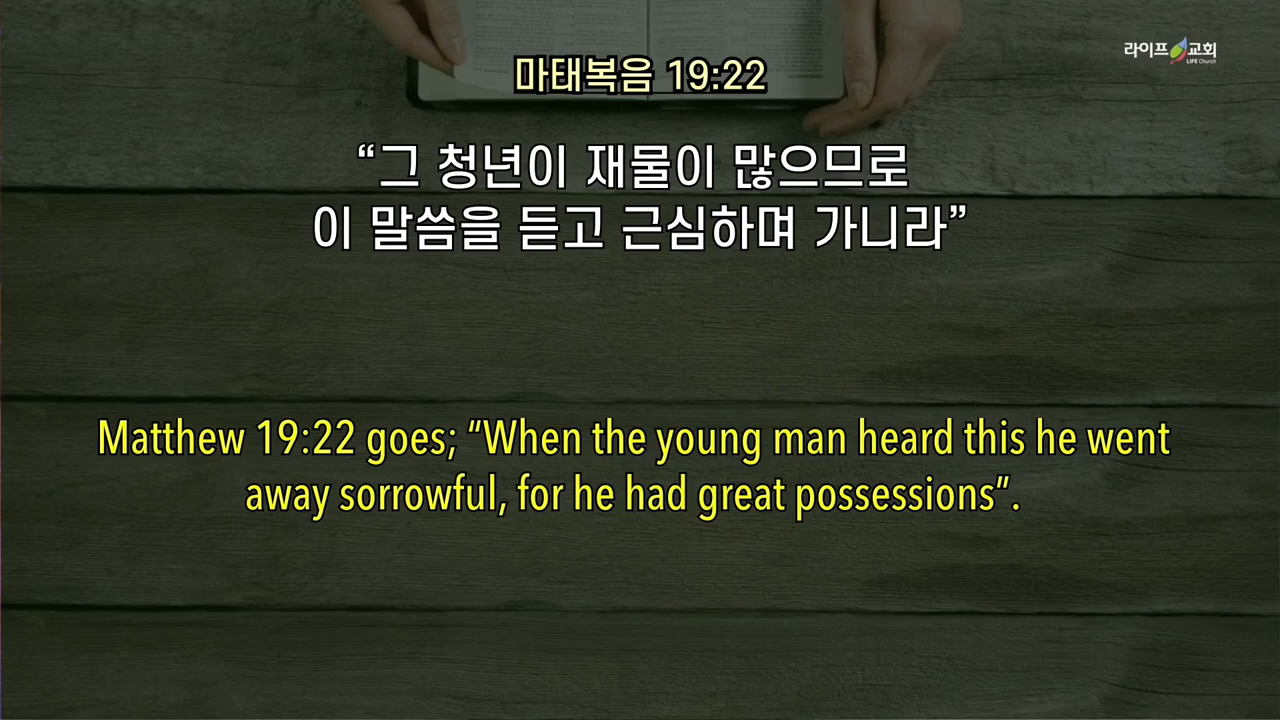 라이프 교회
LIFE Church
마태복음 19:22
“그 청년이 재물이 많으므로
이 말씀을 듣고 근심하며 가니라”
Matthew 19:22 goes; “When the young man heard this he went
away sorrowful, for he had great possessions”.